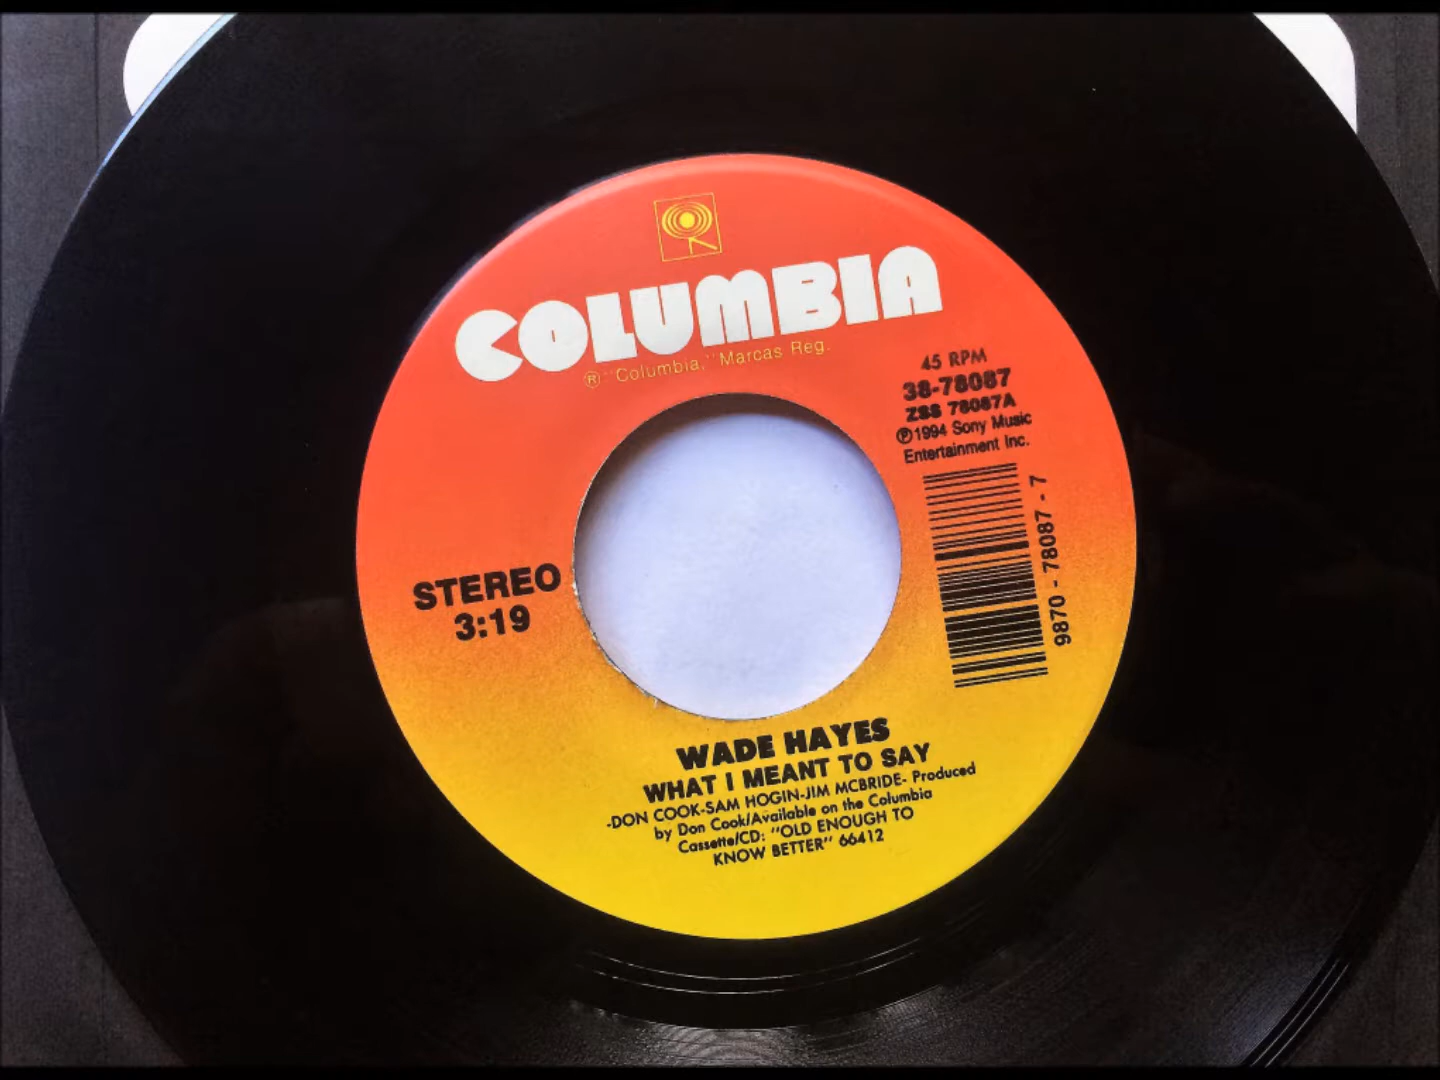 COLUMBIA
® "Columbia," Marcas Reg.
45 RPM
38-78087
ZSS 78087A
℗1994 Sony Music
Entertainment Inc.
9870 - 78087 - 7
STEREO
3:19
WADE HAYES
WHAT I MEANT TO SAY
-DON COOK-SAM HOGIN-JIM MCBRIDE- Produced
by Don Cook/Available on the Columbia
Cassette/CD: "OLD ENOUGH TO
KNOW BETTER" 66412